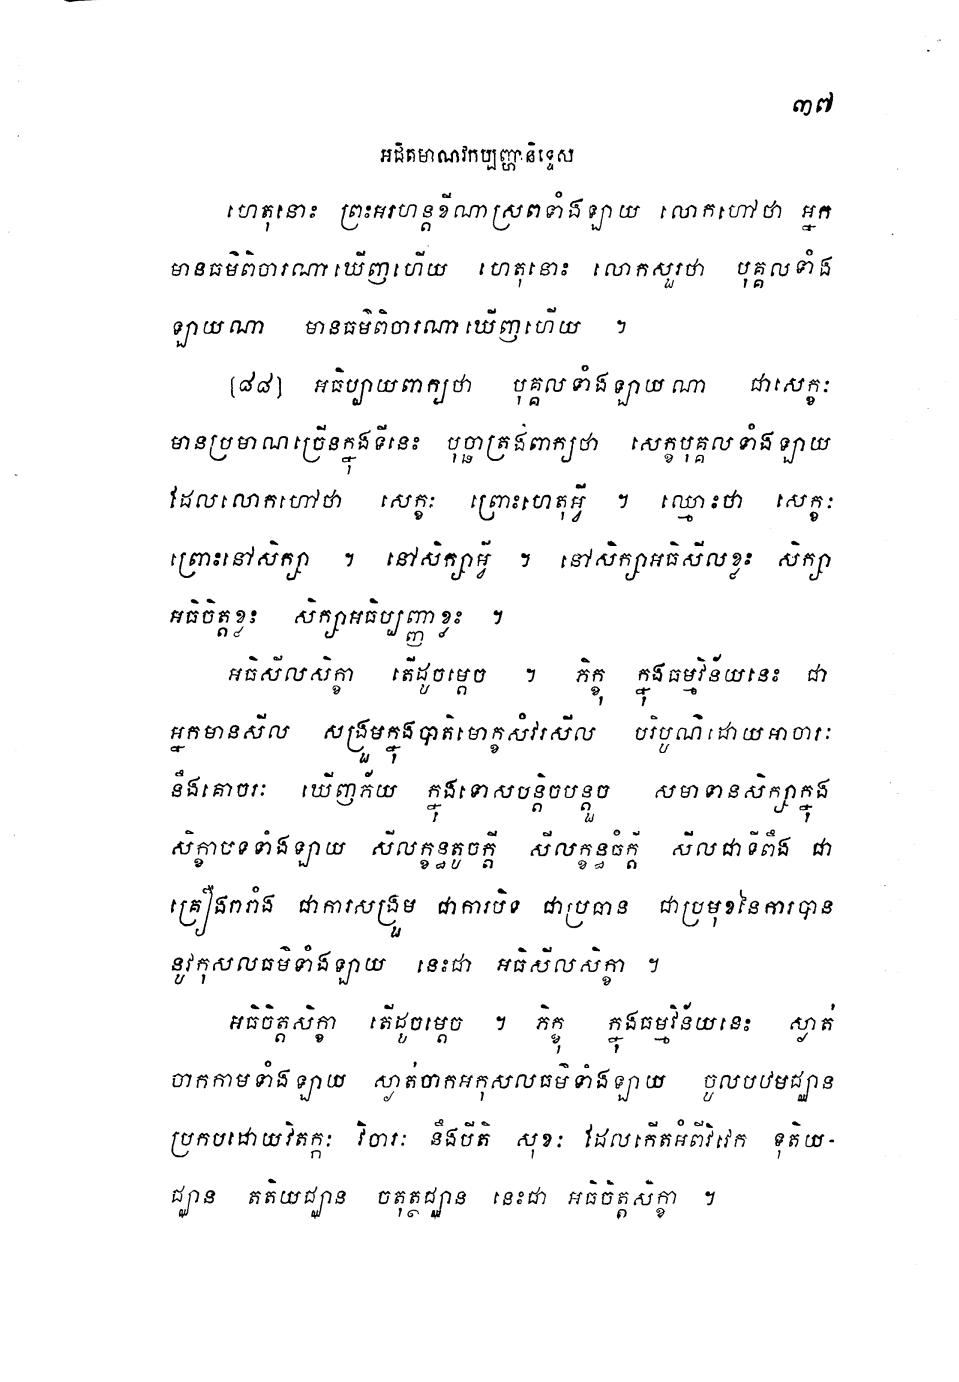 ៣៧
អជិតមាណវកប្បញ្ហានិទ្ទេស
ហេតុនោះ ព្រះអរហន្តខីណាស្រពទាំងឡាយ លោកហៅថា អ្នក
មានធម៌ពិចារណាឃើញហើយ ហេតុនោះ លោកសួរថា បុគ្គលទាំង
ឡាយណា មានធម៌ពិចារណាឃើញហើយ ។
[៨៨] អធិប្បាយពាក្យថា បុគ្គលទាំងឡាយណា ជាសេក្ខៈ
មានប្រមាណច្រើនក្នុងទីនេះ បុច្ឆាត្រង់ពាក្យថា សេក្ខបុគ្គលទាំងឡាយ
ដែលលោកហៅថា សេក្ខៈ ព្រោះហេតុអ្វី ។ ឈ្មោះថា សេក្ខៈ
ព្រោះនៅសិក្សា ។ នៅសិក្សាអ្វី ។ នៅសិក្សាអធិសីលខ្លះ សិក្សា
អធិចិត្តខ្លះ សិក្សាអធិប្បញ្ញាខ្លះ ។
អធិសីលសិក្ខា តើដូចម្តេច ។ ភិក្ខុ ក្នុងធម្មវិន័យនេះ ជា
អ្នកមានសីល សង្រួមក្នុងបាតិមោក្ខសំវរសីល បរិបូណ៌ដោយអាចារៈ
នឹងគោចរៈ ឃើញភ័យ ក្នុងទោសបន្តិចបន្តួច សមាទានសិក្សាក្នុង
សិក្ខាបទទាំងឡាយ សីលក្ខន្ធតូចក្តី សីលក្ខន្ធធំក្តី សីលជាទីពឹង ជា
គ្រឿងរារាំង ជាការសង្រួម ជាការបិទ ជាប្រធាន ជាប្រមុខនៃការបាន
នូវកុសលធម៌ទាំងឡាយ នេះជា អធិសីលសិក្ខា ។
អធិចិត្តសិក្ខា តើដូចម្តេច ។ ភិក្ខុ ក្នុងធម្មវិន័យនេះ ស្ងាត់
ចាកកាមទាំងឡាយ ស្ងាត់ចាកអកុសលធម៌ទាំងឡាយ ចូលបឋមជ្ឈាន
ប្រកបដោយវិតក្កៈ វិចារៈ នឹងបីតិ សុខៈ ដែលកើតអំពីវិវេក ទុតិយ-
ជ្ឈាន តតិយជ្ឈាន ចតុត្ថជ្ឈាន នេះជា អធិចិត្តសិក្ខា ។